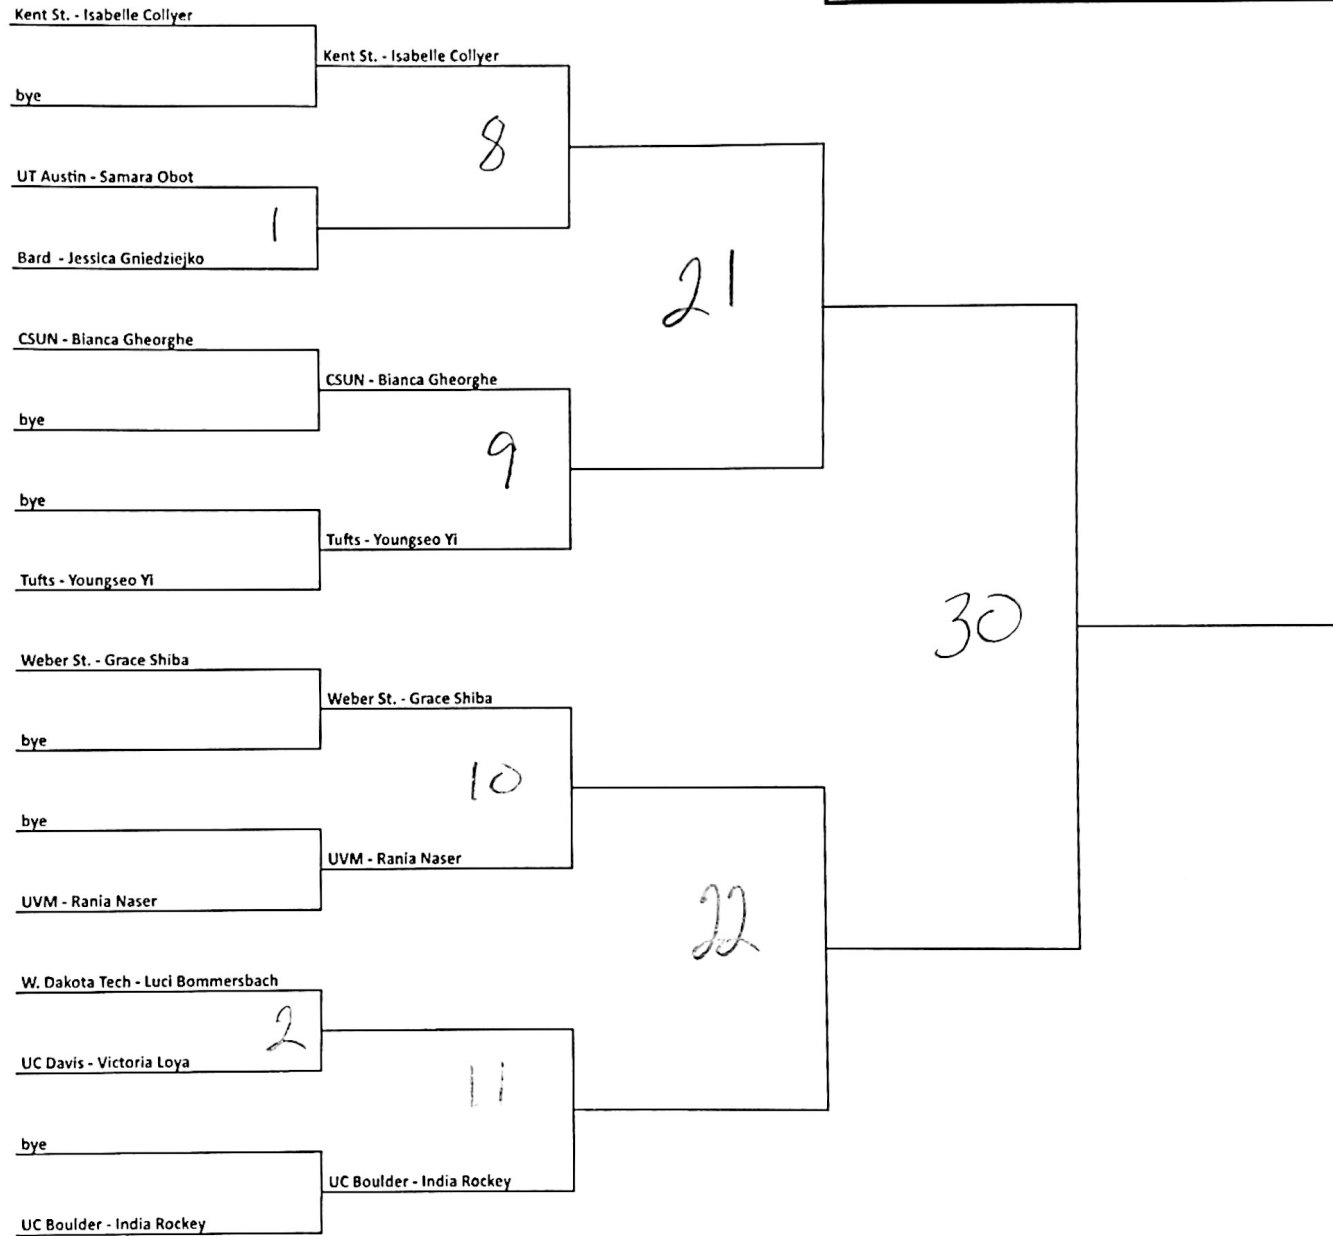 Kent St. - Isabelle Collyer
Kent St. - Isabelle Collyer
bye
8
UT Austin - Samara Obot
1
Bard - Jessica Gniedziejko
21
CSUN - Bianca Gheorghe
CSUN - Bianca Gheorghe
bye
9
bye
Tufts - Youngseo Yi
Tufts - Youngseo Yi
30
Weber St. - Grace Shiba
Weber St. - Grace Shiba
bye
10
bye
UVM - Rania Naser
UVM - Rania Naser
22
W. Dakota Tech - Luci Bommersbach
2
UC Davis - Victoria Loya
11
bye
UC Boulder - India Rockey
UC Boulder - India Rockey